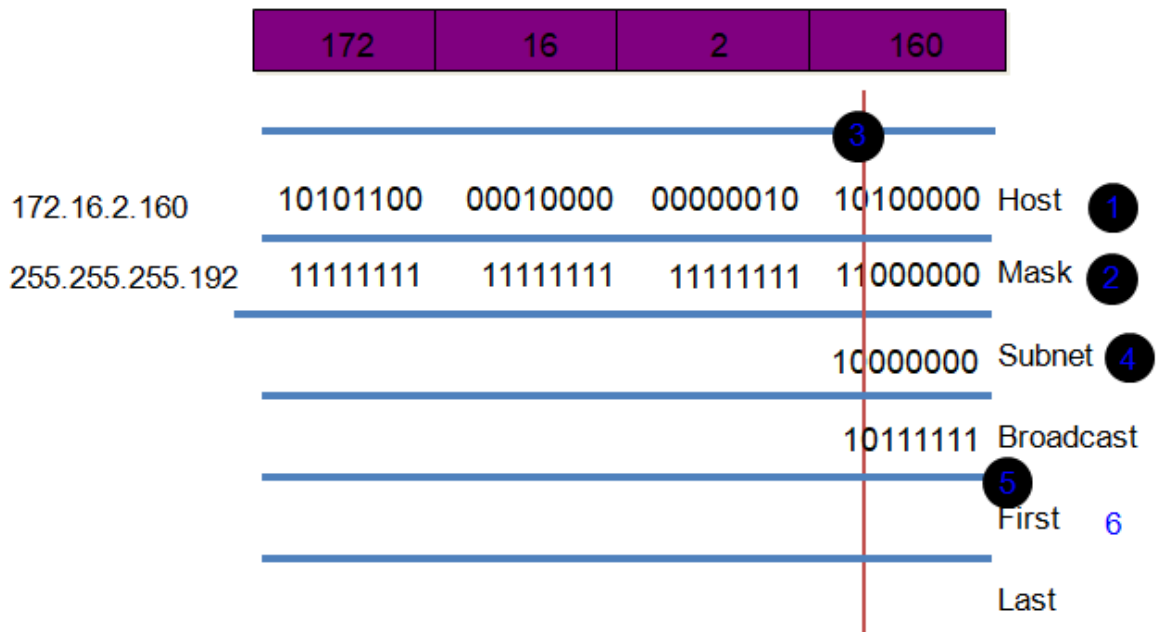 172 16 2 160
3
172.16.2.160 10101100 00010000 00000010 10100000 Host 1
255.255.255.192 11111111 11111111 11111111 11000000 Mask 2
10000000 Subnet 4
10111111 Broadcast
5
First 6
Last